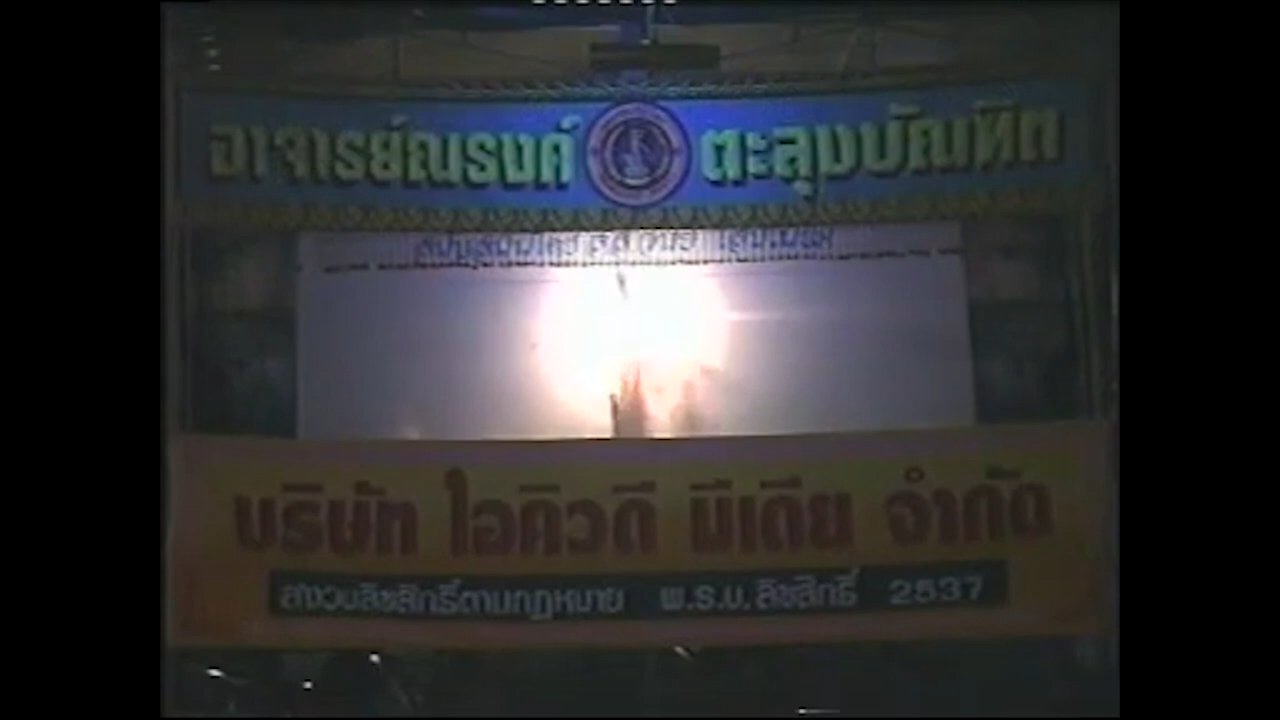 อาจารย์ณรงค์ ตะลุงบัณฑิต
บริษัท ไอคิวดี มีเดีย จำกัด
สงวนลิขสิทธิ์ตามกฎหมาย พ.ร.บ. ลิขสิทธิ์ 2537